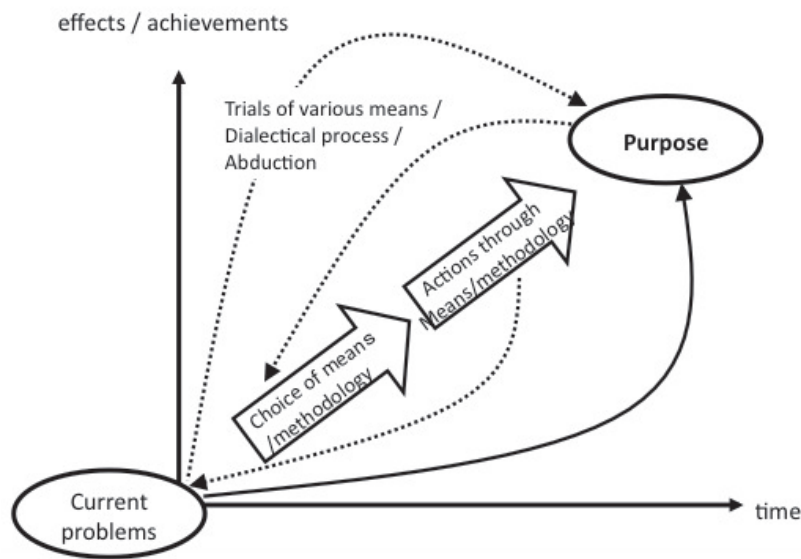 effects / achievements
Trials of various means /
Dialectical process /
Abduction
Purpose
Actions through
Means/methodology
Choice of means
/methodology
Current
problems
time